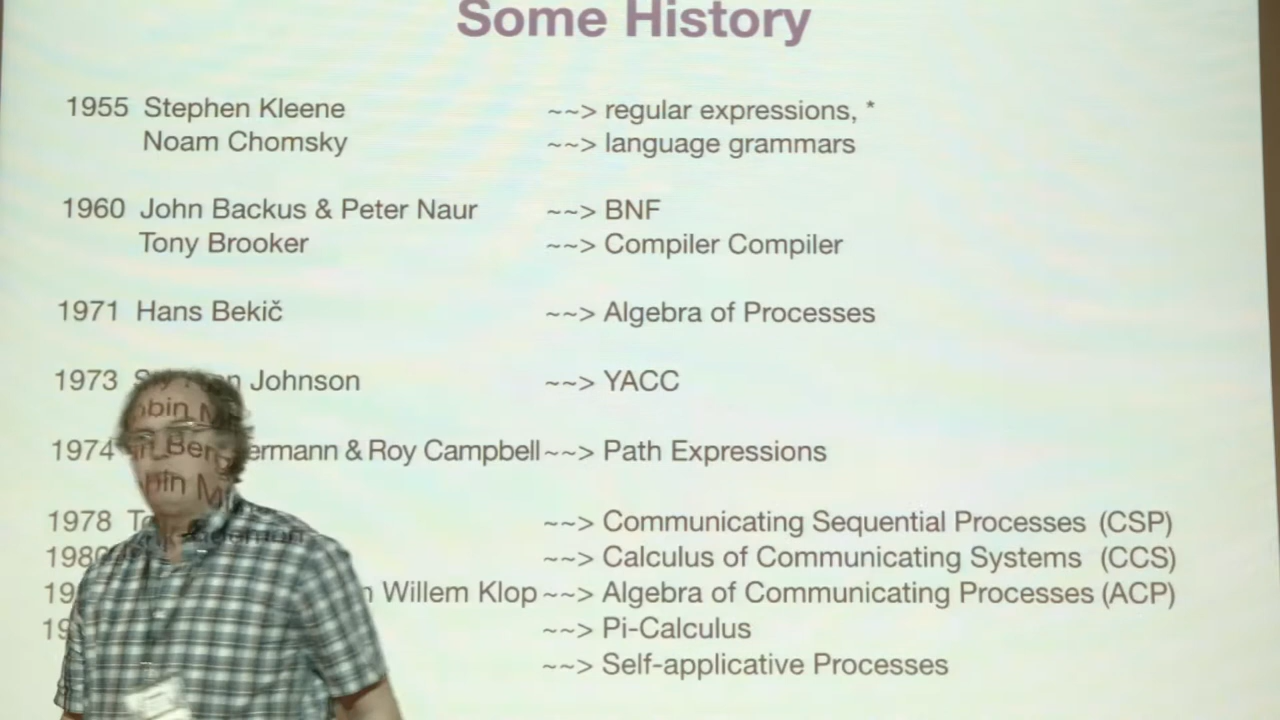 Some History
1955 Stephen Kleene ~~> regular expressions, *
Noam Chomsky ~~> language grammars
1960 John Backus & Peter Naur ~~> BNF
Tony Brooker ~~> Compiler Compiler
1971 Hans Bekič ~~> Algebra of Processes
1973 Johnson ~~> YACC
1974 & Roy Campbell ~~> Path Expressions
1978 ~~> Communicating Sequential Processes (CSP)
1980 ~~> Calculus of Communicating Systems (CCS)
Willem Klop ~~> Algebra of Communicating Processes (ACP)
~~> Pi-Calculus
~~> Self-applicative Processes